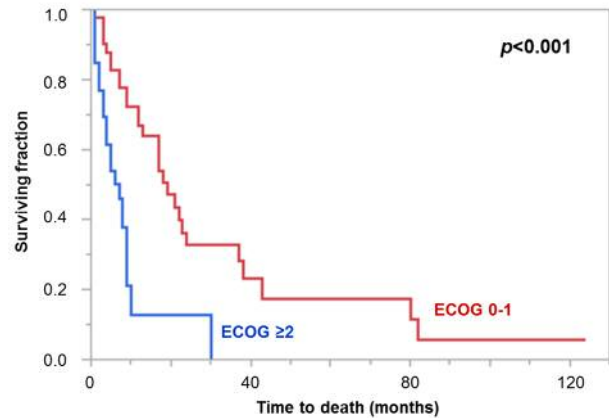 1.0
0.8
0.6
0.4
0.2
0.0
Surviving fraction
p<0.001
ECOG 0-1
ECOG ≥2
0
40
80
120
Time to death (months)